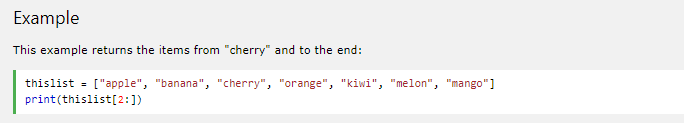 Example
This example returns the items from "cherry" and to the end:
thislist = ["apple", "banana", "cherry", "orange", "kiwi", "melon", "mango"]
print(thislist[2:])